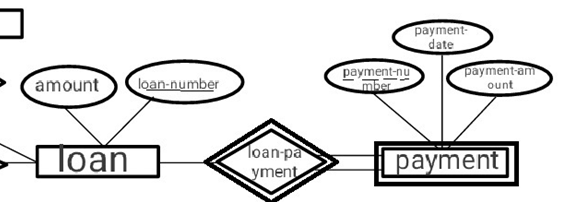 payment-
date
amount
loan-number
payment-nu
mber
payment-am
ount
loan
loan-pa
yment
payment